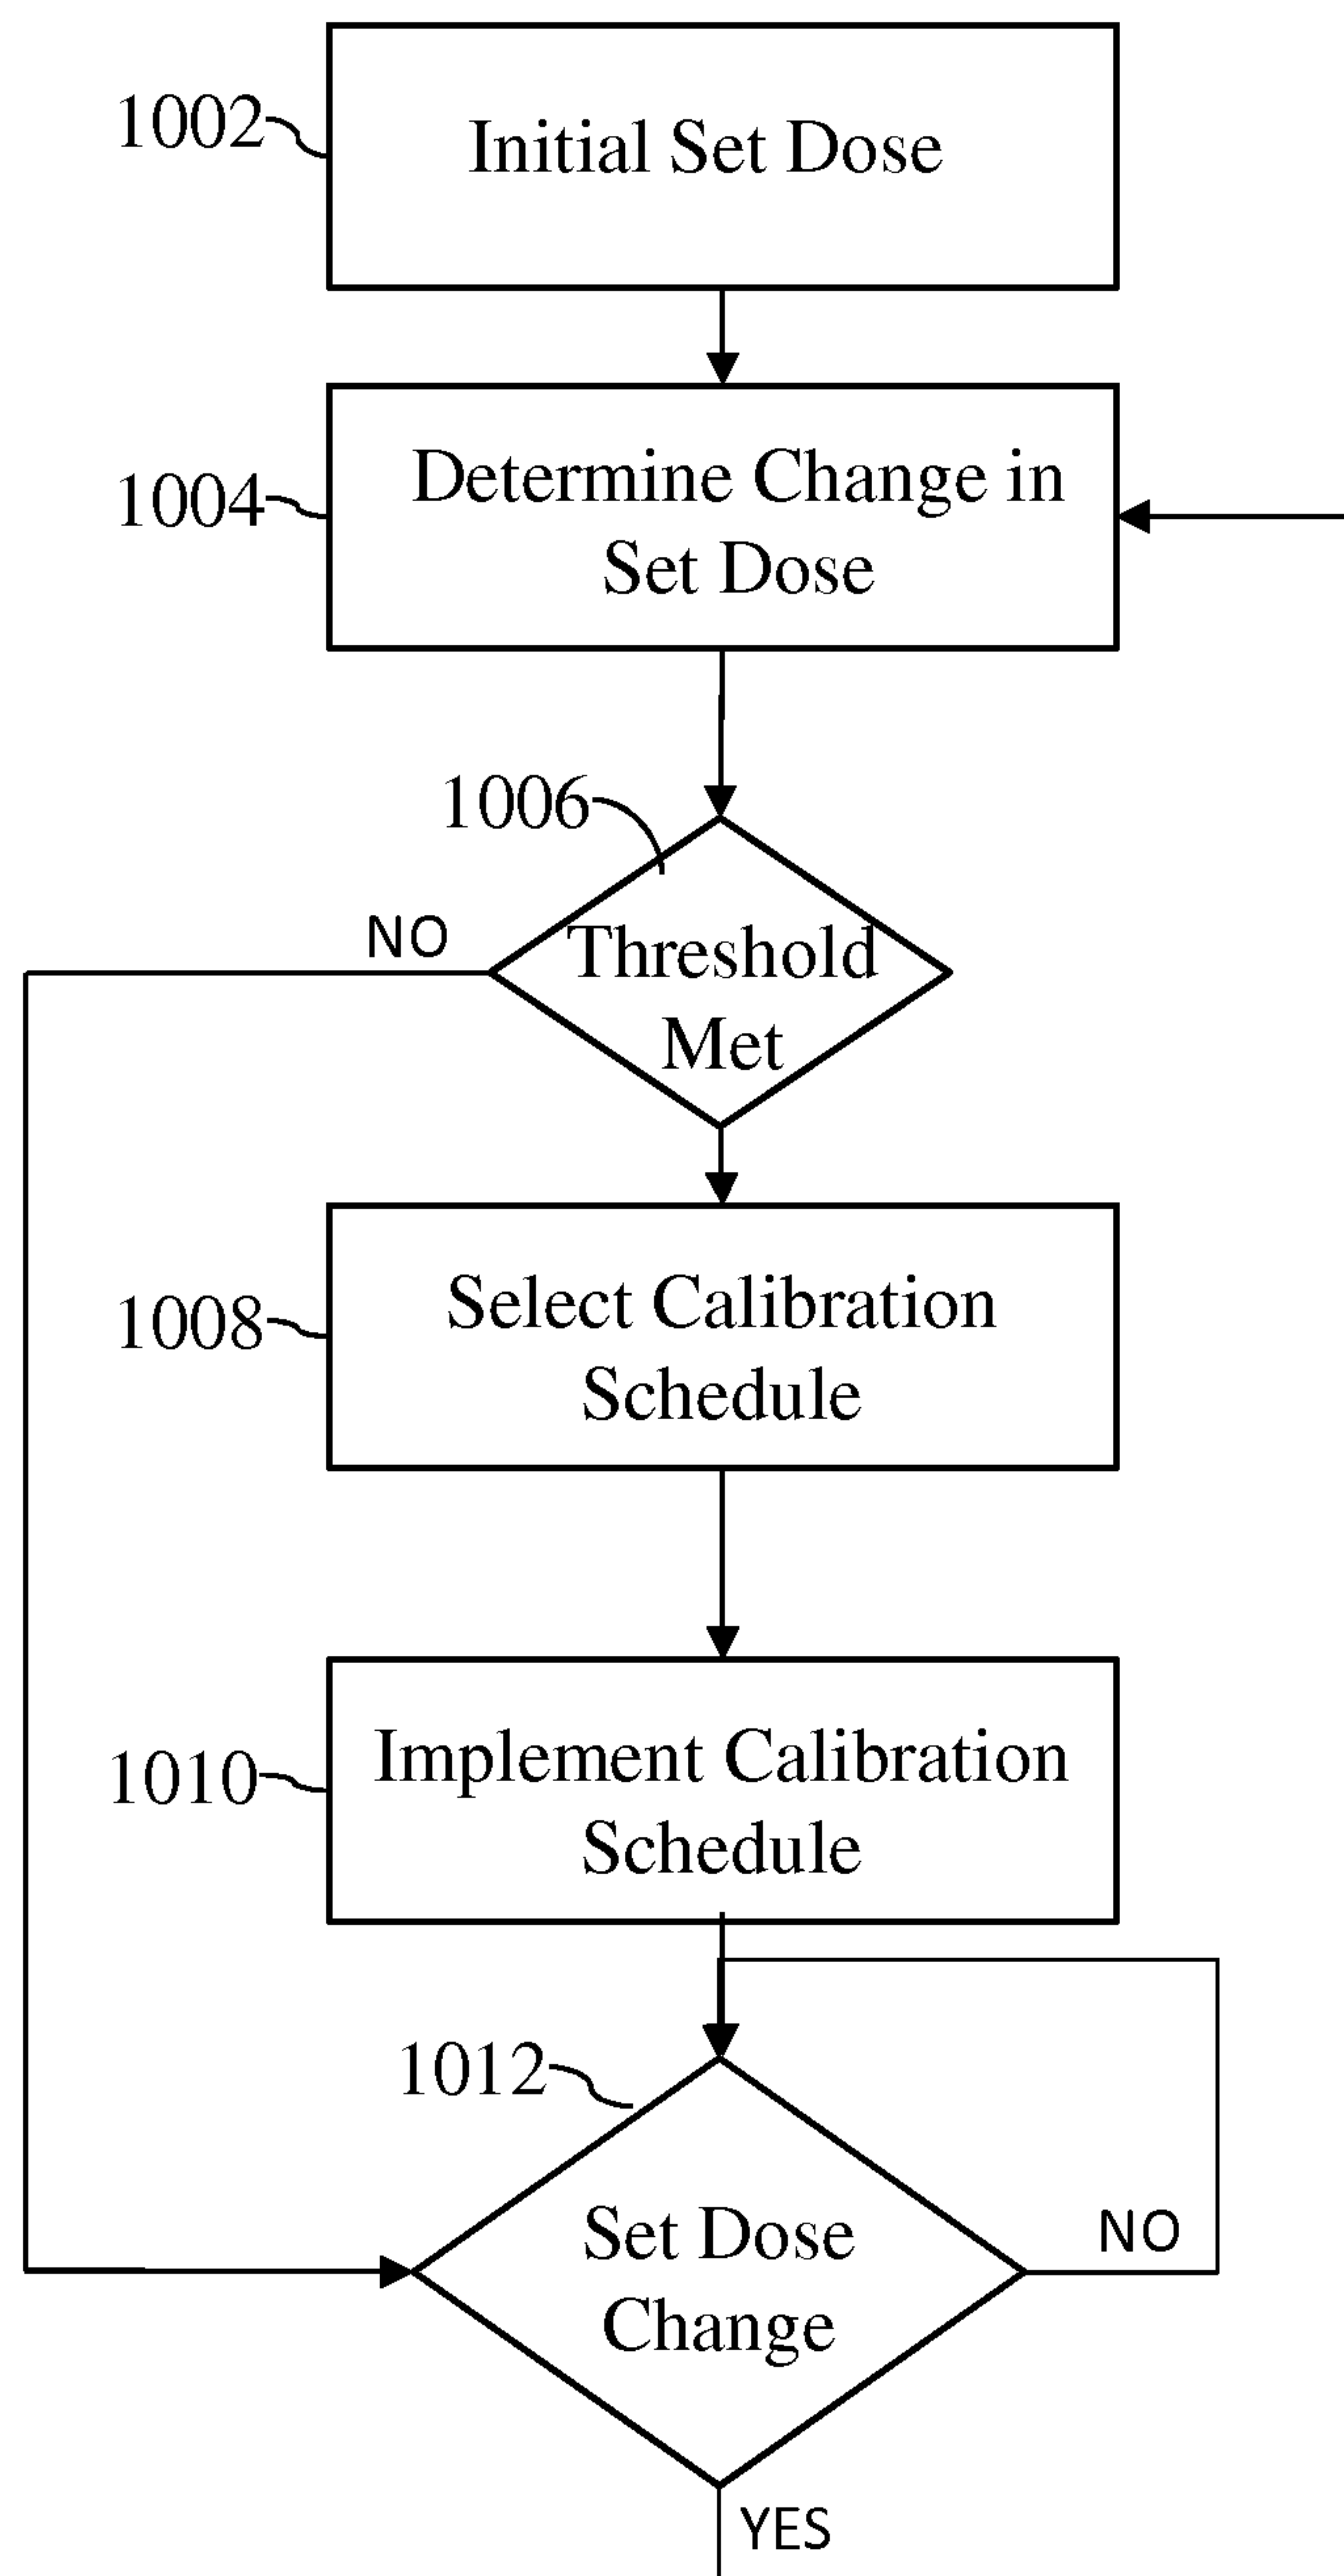 1002
Initial Set Dose
1004
Determine Change in
Set Dose
1006
NO
Threshold
Met
1008
Select Calibration
Schedule
1010
Implement Calibration
Schedule
1012
Set Dose
Change
NO
YES